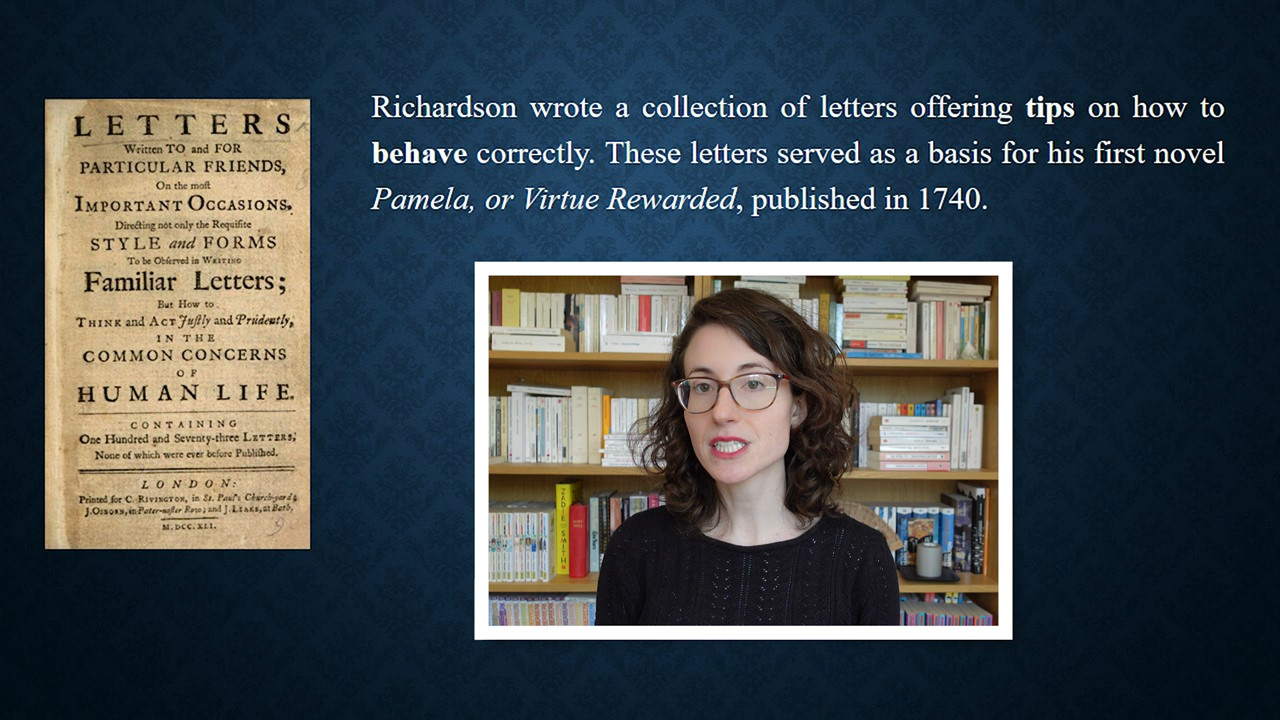 LETTERS
Written TO and FOR
PARTICULAR FRIENDS,
On the moſt
IMPORTANT OCCASIONS.
Directing not only the Requiſite
STYLE and FORMS
To be Obſerved in WRITING
Familiar Letters;
But How to
THINK and ACT Juſtly and Prudently,
IN THE
COMMON CONCERNS
OF
HUMAN LIFE.
CONTAINING
One Hundred and Seventy-three LETTERS,
None of which were ever before Publiſhed.
LONDON:
Printed for C. RIVINGTON, in St. Paul's Church-yard;
J. OSBORN, in Pater-noſter Row; and J. LEAKE, at Bath.
M.DCC.XLI.
Richardson wrote a collection of letters offering tips on how to
behave correctly. These letters served as a basis for his first novel
Pamela, or Virtue Rewarded, published in 1740.
ZADIE SMITH